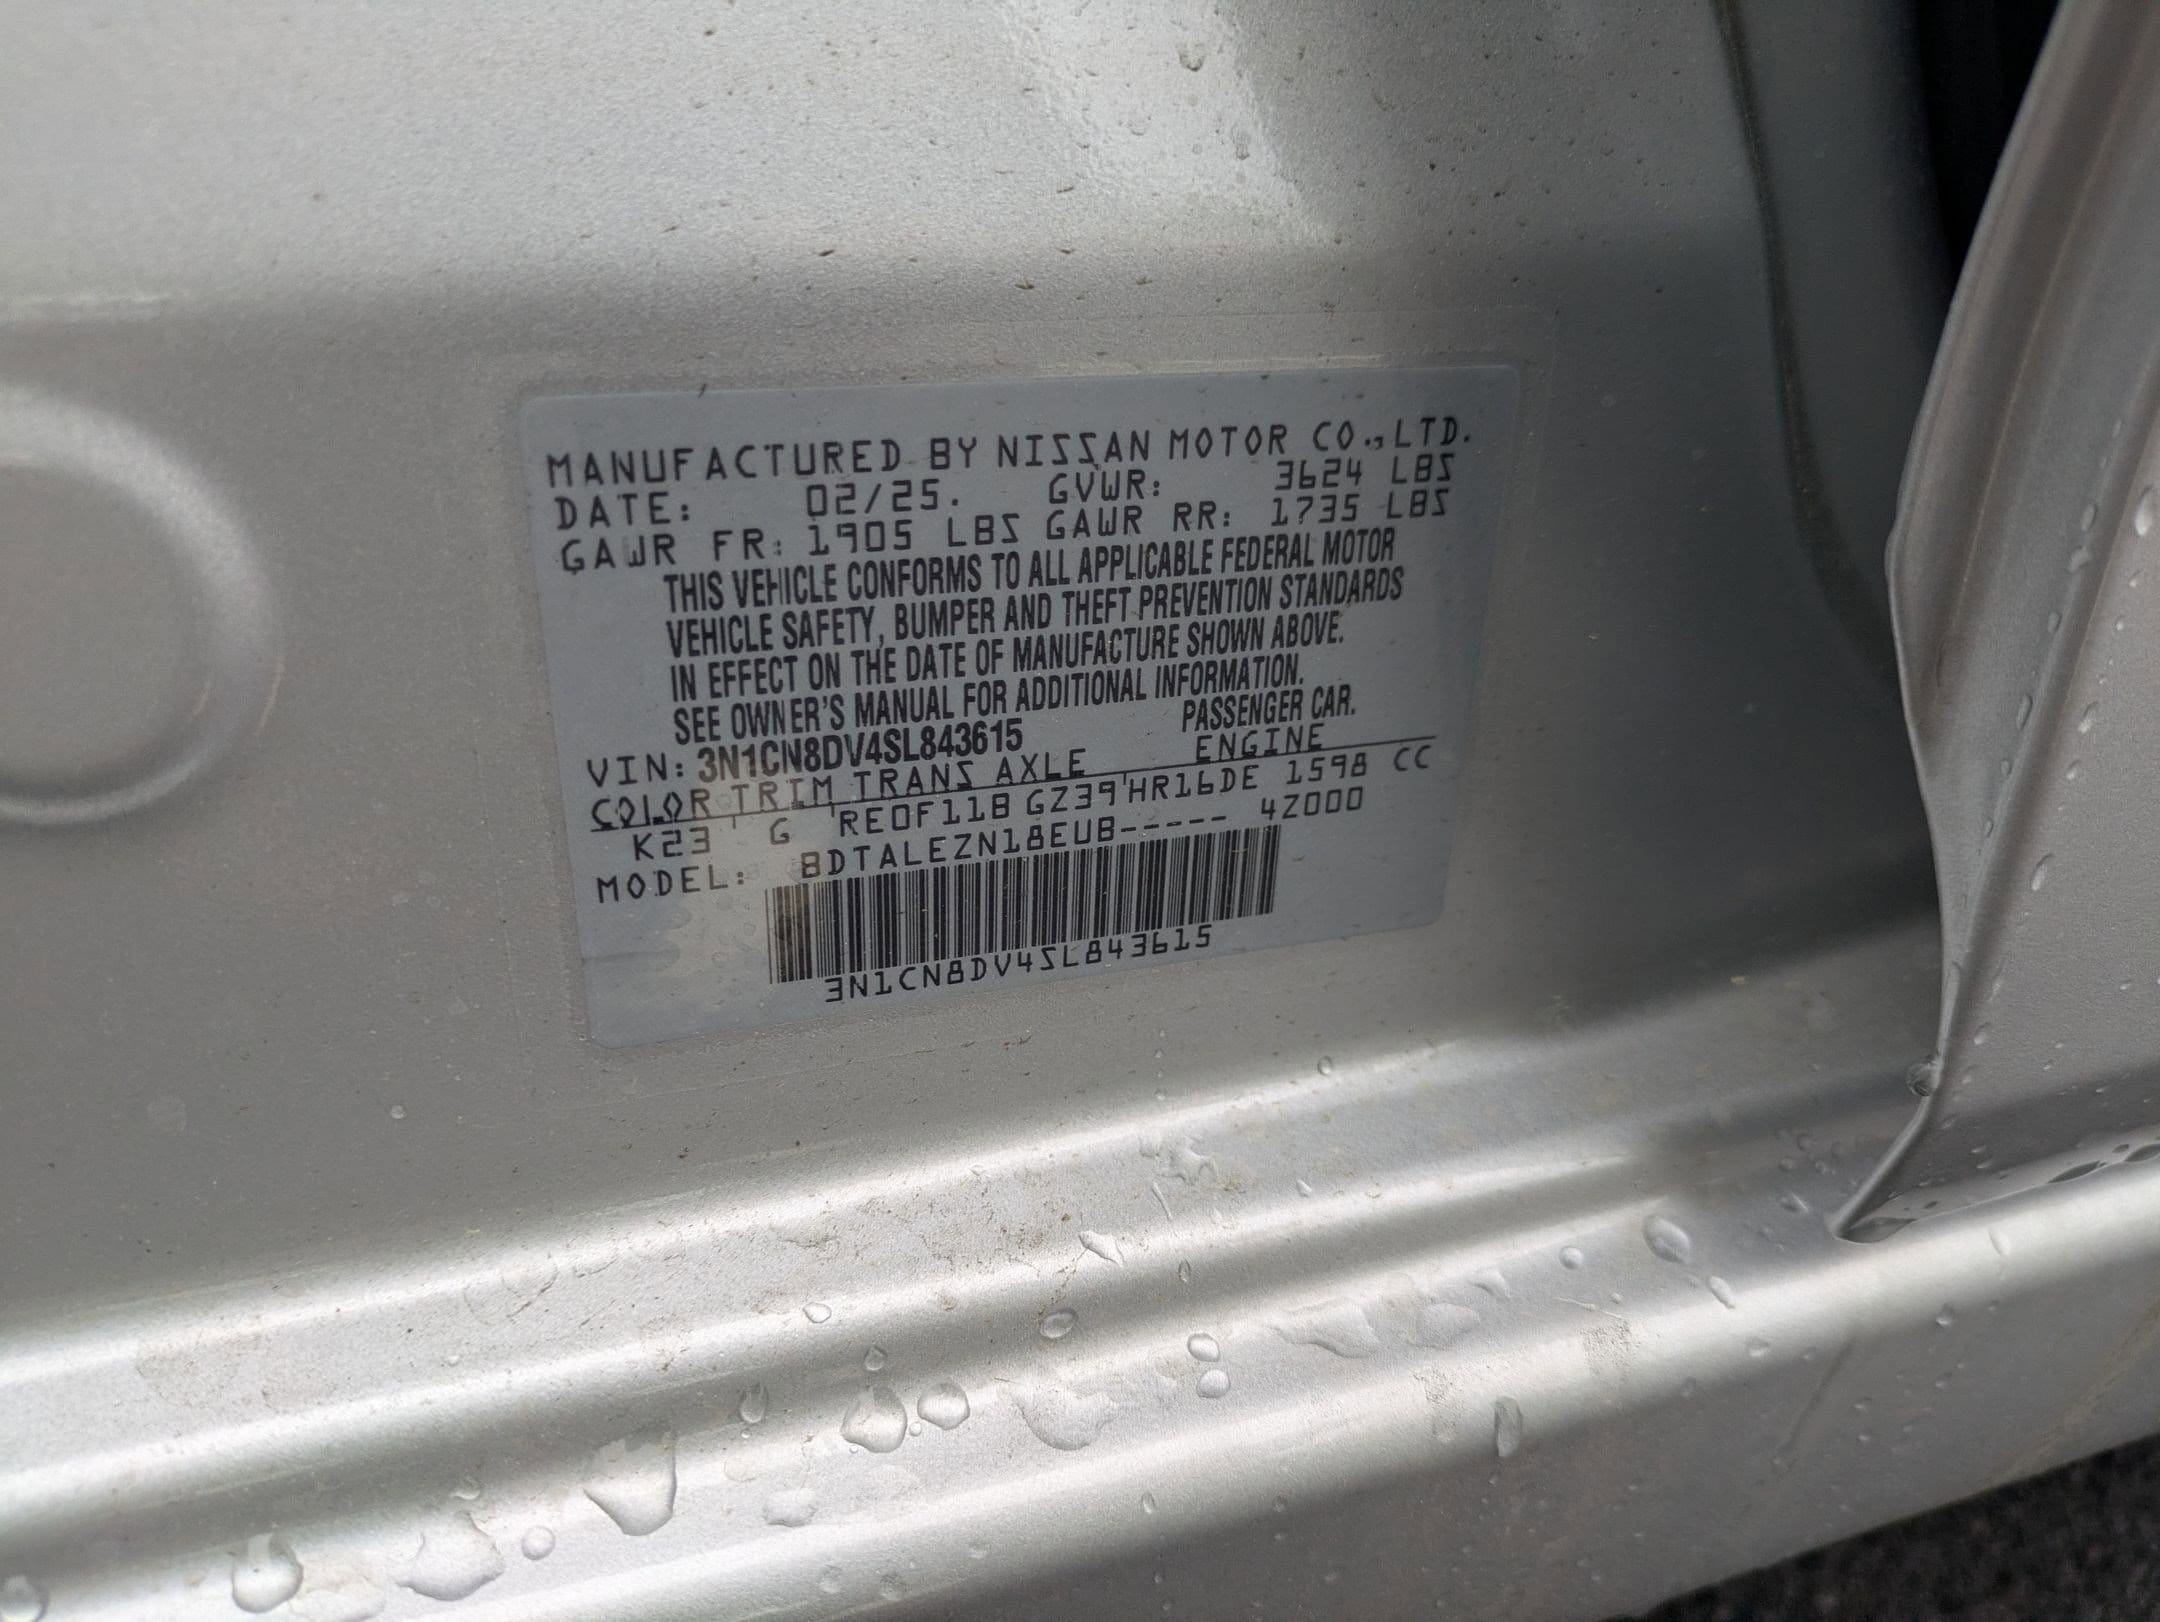 MANUFACTURED BY NISSAN MOTOR CO.,LTD.
DATE: 02/25. GVWR: 3624 LBS
GAWR FR: 1905 LBS GAWR RR: 1735 LBS
THIS VEHICLE CONFORMS TO ALL APPLICABLE FEDERAL MOTOR
VEHICLE SAFETY, BUMPER AND THEFT PREVENTION STANDARDS
IN EFFECT ON THE DATE OF MANUFACTURE SHOWN ABOVE.
SEE OWNER'S MANUAL FOR ADDITIONAL INFORMATION.
VIN: 3N1CN8DV4SL843615 PASSENGER CAR.
COLOR TRIM TRANS AXLE ENGINE
K23 ' G 'RE0F11B GZ39'HR16DE 1598 CC
MODEL: BDTALEZN18EUB----- 4Z000
3N1CN8DV4SL843615